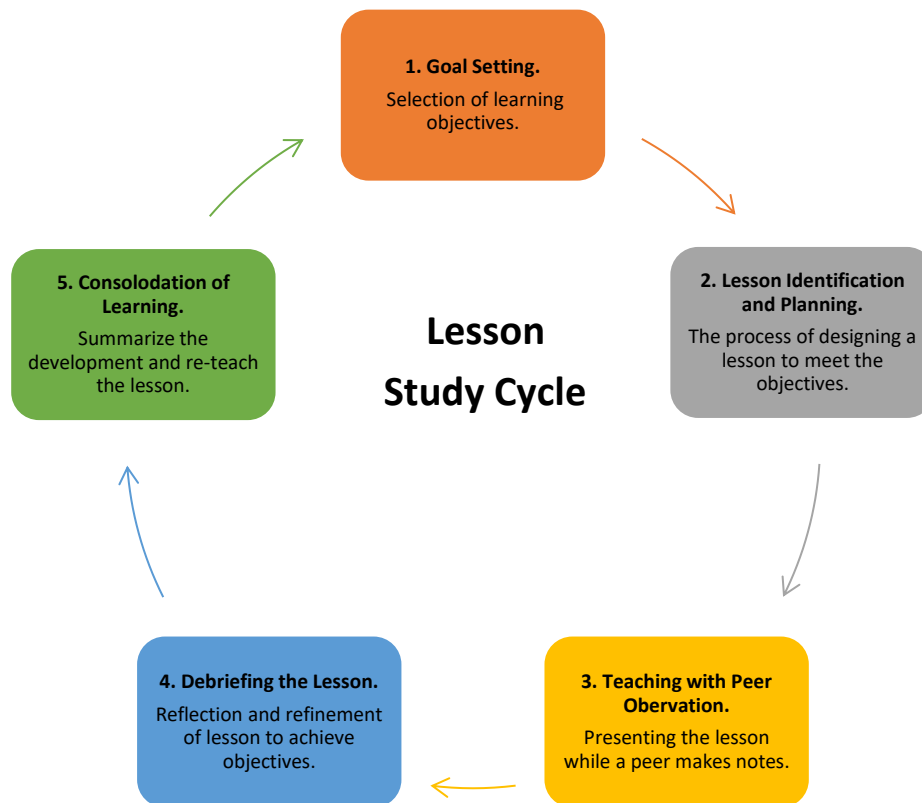 1. Goal Setting.
Selection of learning
objectives.
2. Lesson Identification
and Planning.
The process of designing a
lesson to meet the
objectives.
3. Teaching with Peer
Obervation.
Presenting the lesson
while a peer makes notes.
4. Debriefing the Lesson.
Reflection and refinement
of lesson to achieve
objectives.
5. Consolodation of
Learning.
Summarize the
development and re-teach
the lesson.
Lesson
Study Cycle